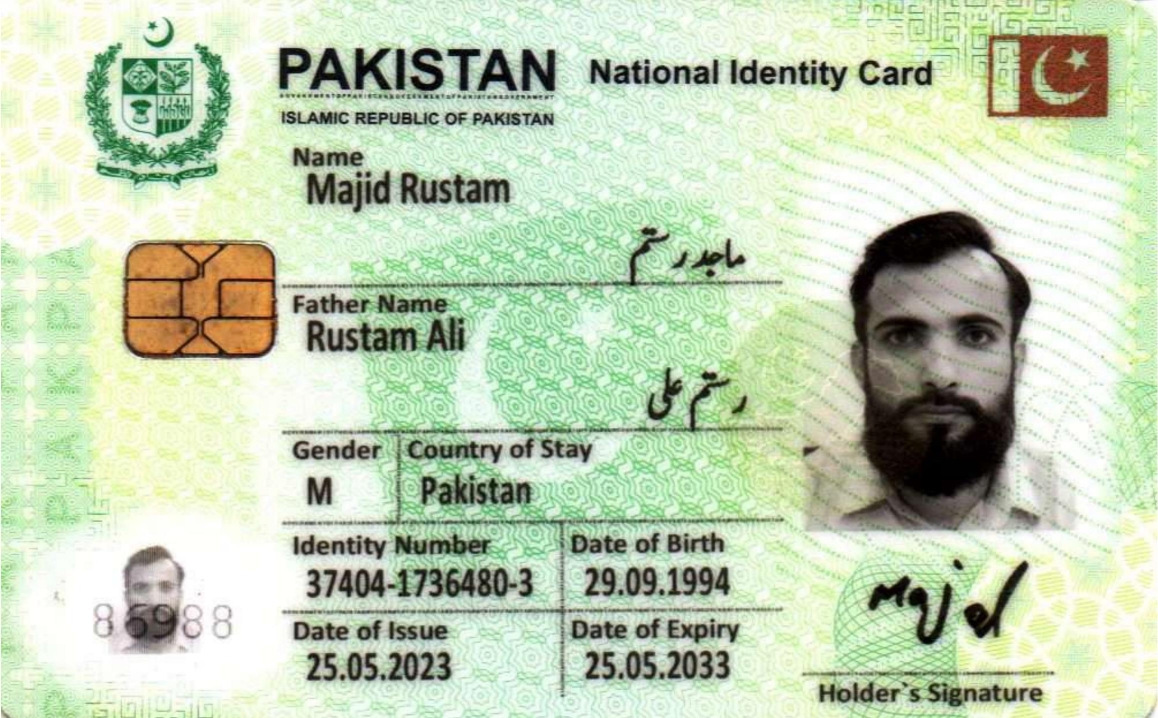 PAKISTAN National Identity Card
ISLAMIC REPUBLIC OF PAKISTAN
Name
Majid Rustam
ماجد رستم
Father Name
Rustam Ali
رستم علی
Gender Country of Stay
M Pakistan
Identity Number Date of Birth
37404-1736480-3 29.09.1994
86988
Date of Issue Date of Expiry
25.05.2023 25.05.2033
Majid
Holder`s Signature
PAKISTAN